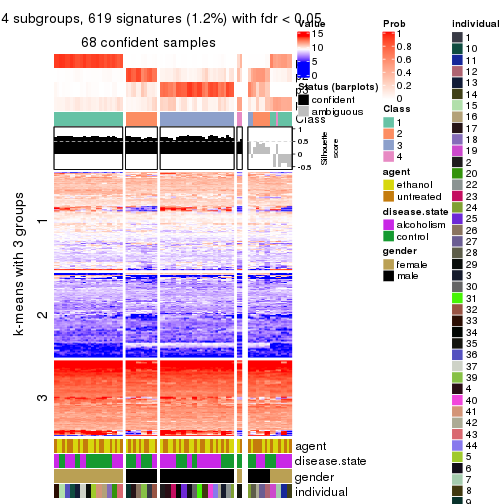 4 subgroups, 619 signatures (1.2%) with fdr < 0.05
68 confident samples
k-means with 3 groups
1
2
3
Class
1
0.5
0
-0.5
Silhouette
score
agent
disease.state
gender
individual
Value
15
10
5
0
Status (barplots)
confident
ambiguous
Prob
1
0.8
0.6
0.4
0.2
0
Class
1
2
3
4
agent
ethanol
untreated
disease.state
alcoholism
control
gender
female
male
individual
1
10
11
12
13
14
15
16
17
18
19
2
20
22
23
24
25
26
27
28
29
3
30
31
32
33
34
35
36
37
39
4
40
41
42
43
44
5
6
7
8